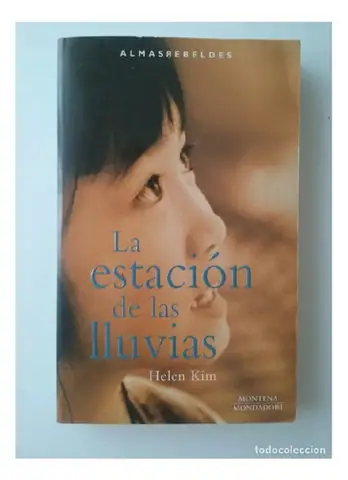 ALMASREBELDES
La
estación
de las
lluvias
Helen Kim
MONTENA
MONDADORI
todocoleccion